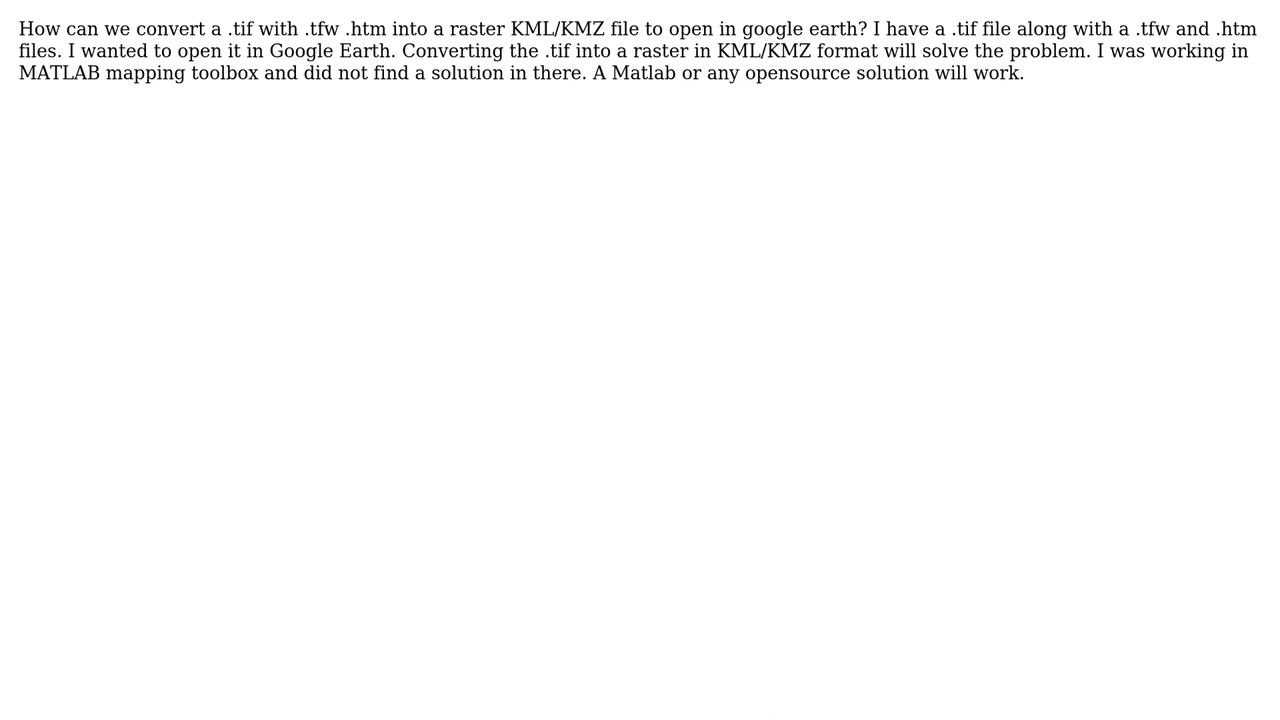 How can we convert a .tif with .tfw .htm into a raster KML/KMZ file to open in google earth? I have a .tif file along with a .tfw and .htm
files. I wanted to open it in Google Earth. Converting the .tif into a raster in KML/KMZ format will solve the problem. I was working in
MATLAB mapping toolbox and did not find a solution in there. A Matlab or any opensource solution will work.